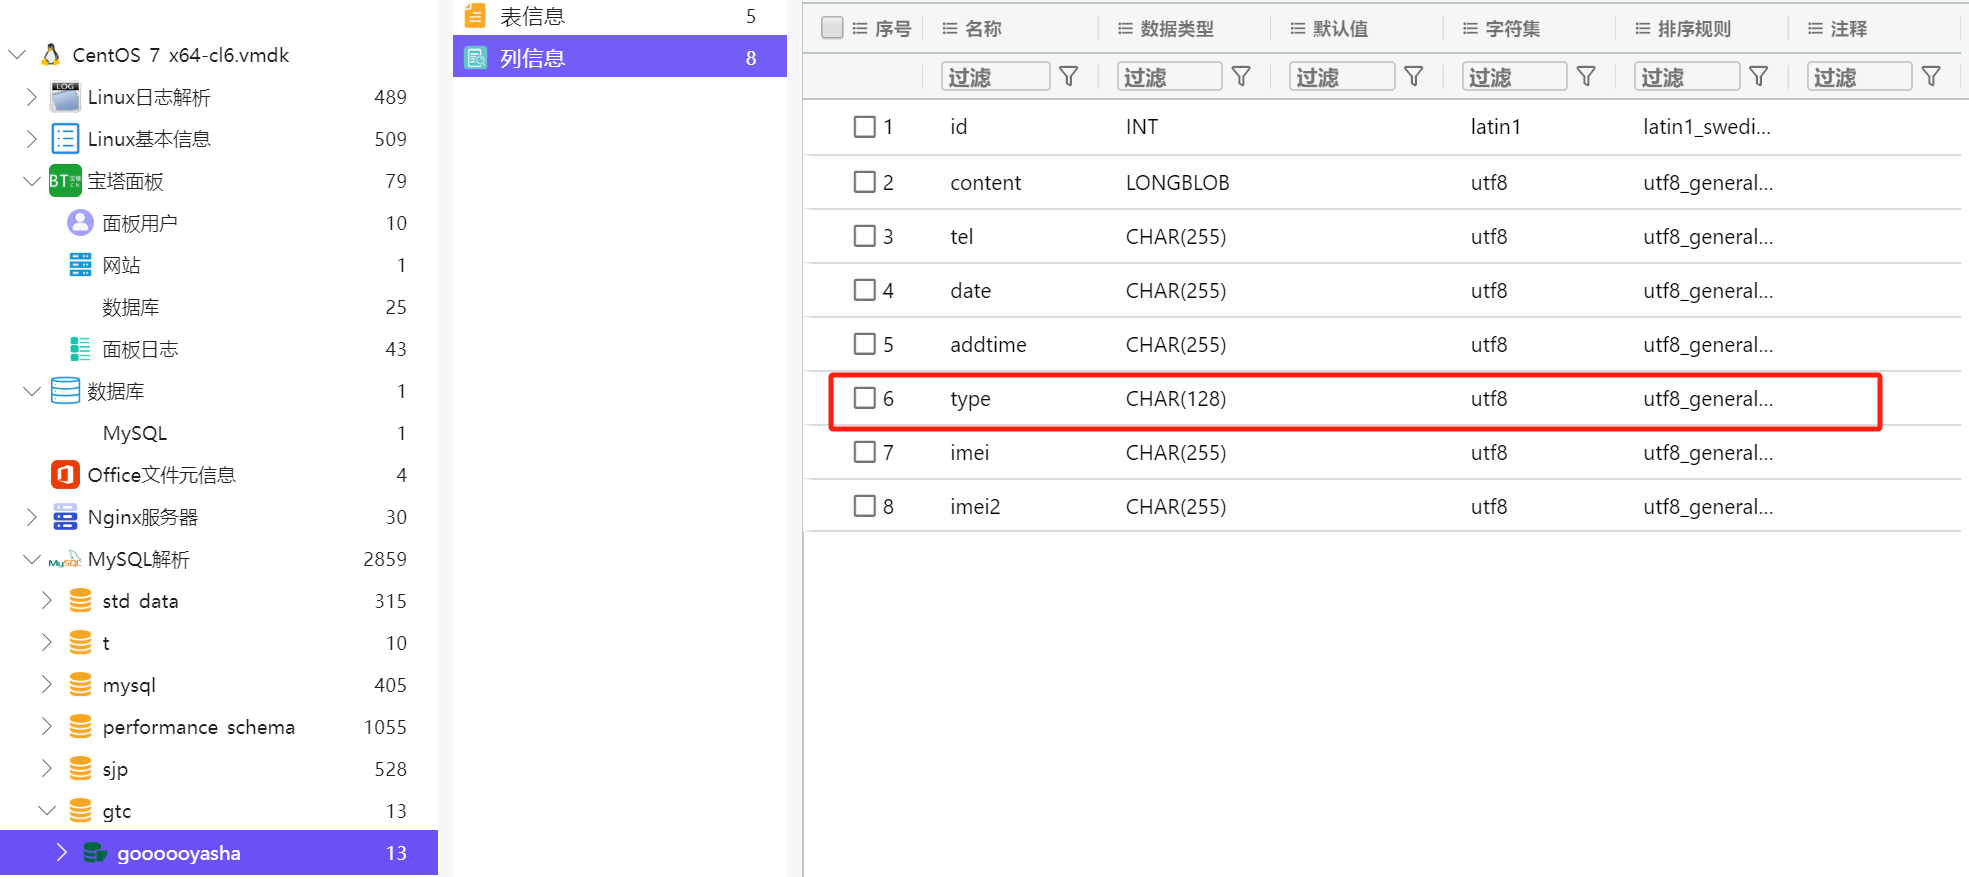 CentOS 7 x64-cl6.vmdk
Linux日志解析 489
Linux基本信息 509
宝塔面板 79
面板用户 10
网站 1
数据库 25
面板日志 43
数据库 1
MySQL 1
Office文件元信息 4
Nginx服务器 30
MySQL解析 2859
std data 315
t 10
mysql 405
performance schema 1055
sjp 528
gtc 13
goooooyasha 13
表信息 5
列信息 8
序号 名称 数据类型 默认值 字符集 排序规则 注释
过滤 过滤 过滤 过滤 过滤 过滤
1 id INT latin1 latin1_swedi...
2 content LONGBLOB utf8 utf8_general...
3 tel CHAR(255) utf8 utf8_general...
4 date CHAR(255) utf8 utf8_general...
5 addtime CHAR(255) utf8 utf8_general...
6 type CHAR(128) utf8 utf8_general...
7 imei CHAR(255) utf8 utf8_general...
8 imei2 CHAR(255) utf8 utf8_general...